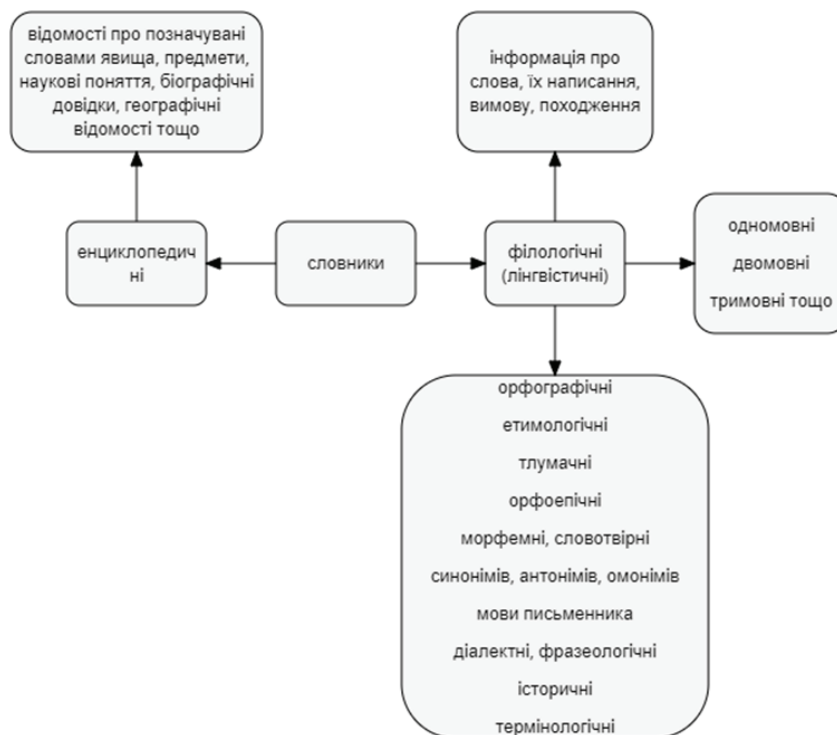 відомості про позначувані
словами явища, предмети,
наукові поняття, біографічні
довідки, географічні
відомості тощо
інформація про
слова, їх написання,
вимову, походження
енциклопедич
ні
словники
філологічні
(лінгвістичні)
одномовні
двомовні
тримовні тощо
орфографічні
етимологічні
тлумачні
орфоепічні
морфемні, словотвірні
синонімів, антонімів, омонімів
мови письменника
діалектні, фразеологічні
історичні
термінологічні